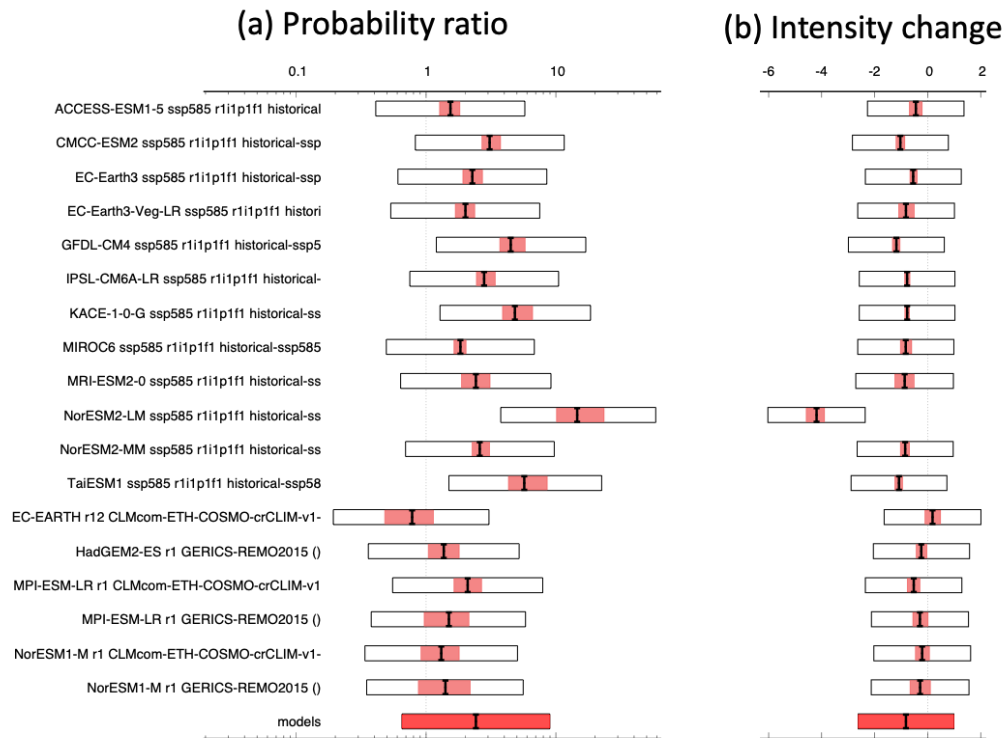 (a) Probability ratio (b) Intensity change
0.1 1 10 -6 -4 -2 0 2
ACCESS-ESM1-5 ssp585 r1i1p1f1 historical
CMCC-ESM2 ssp585 r1i1p1f1 historical-ssp
EC-Earth3 ssp585 r1i1p1f1 historical-ssp
EC-Earth3-Veg-LR ssp585 r1i1p1f1 histori
GFDL-CM4 ssp585 r1i1p1f1 historical-ssp5
IPSL-CM6A-LR ssp585 r1i1p1f1 historical-
KACE-1-0-G ssp585 r1i1p1f1 historical-ss
MIROC6 ssp585 r1i1p1f1 historical-ssp585
MRI-ESM2-0 ssp585 r1i1p1f1 historical-ss
NorESM2-LM ssp585 r1i1p1f1 historical-ss
NorESM2-MM ssp585 r1i1p1f1 historical-ss
TaiESM1 ssp585 r1i1p1f1 historical-ssp58
EC-EARTH r12 CLMcom-ETH-COSMO-crCLIM-v1-
HadGEM2-ES r1 GERICS-REMO2015 ()
MPI-ESM-LR r1 CLMcom-ETH-COSMO-crCLIM-v1
MPI-ESM-LR r1 GERICS-REMO2015 ()
NorESM1-M r1 CLMcom-ETH-COSMO-crCLIM-v1-
NorESM1-M r1 GERICS-REMO2015 ()
models